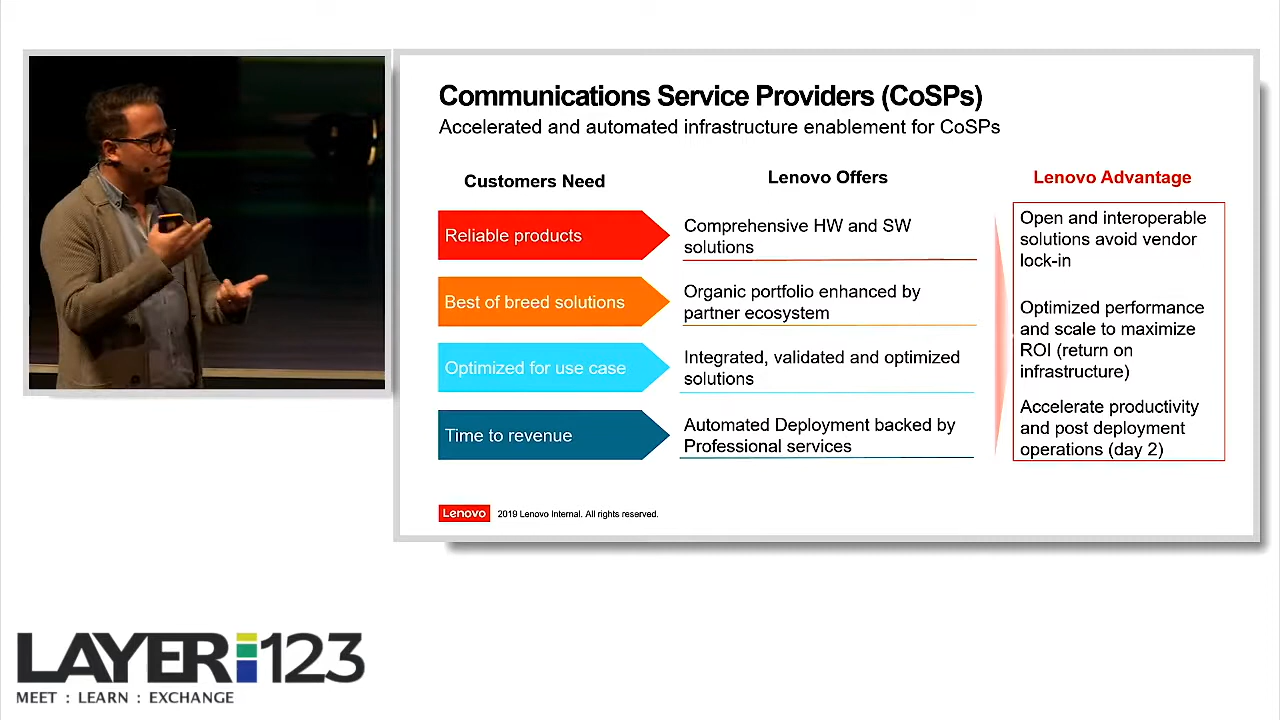 Communications Service Providers (CoSPs)
Accelerated and automated infrastructure enablement for CoSPs
Customers Need
Reliable products
Best of breed solutions
Optimized for use case
Time to revenue
Lenovo Offers
Comprehensive HW and SW
solutions
Organic portfolio enhanced by
partner ecosystem
Integrated, validated and optimized
solutions
Automated Deployment backed by
Professional services
Lenovo Advantage
Open and interoperable
solutions avoid vendor
lock-in
Optimized performance
and scale to maximize
ROI (return on
infrastructure)
Accelerate productivity
and post deployment
operations (day 2)
Lenovo 2019 Lenovo Internal. All rights reserved.
LAYER 123
MEET : LEARN : EXCHANGE